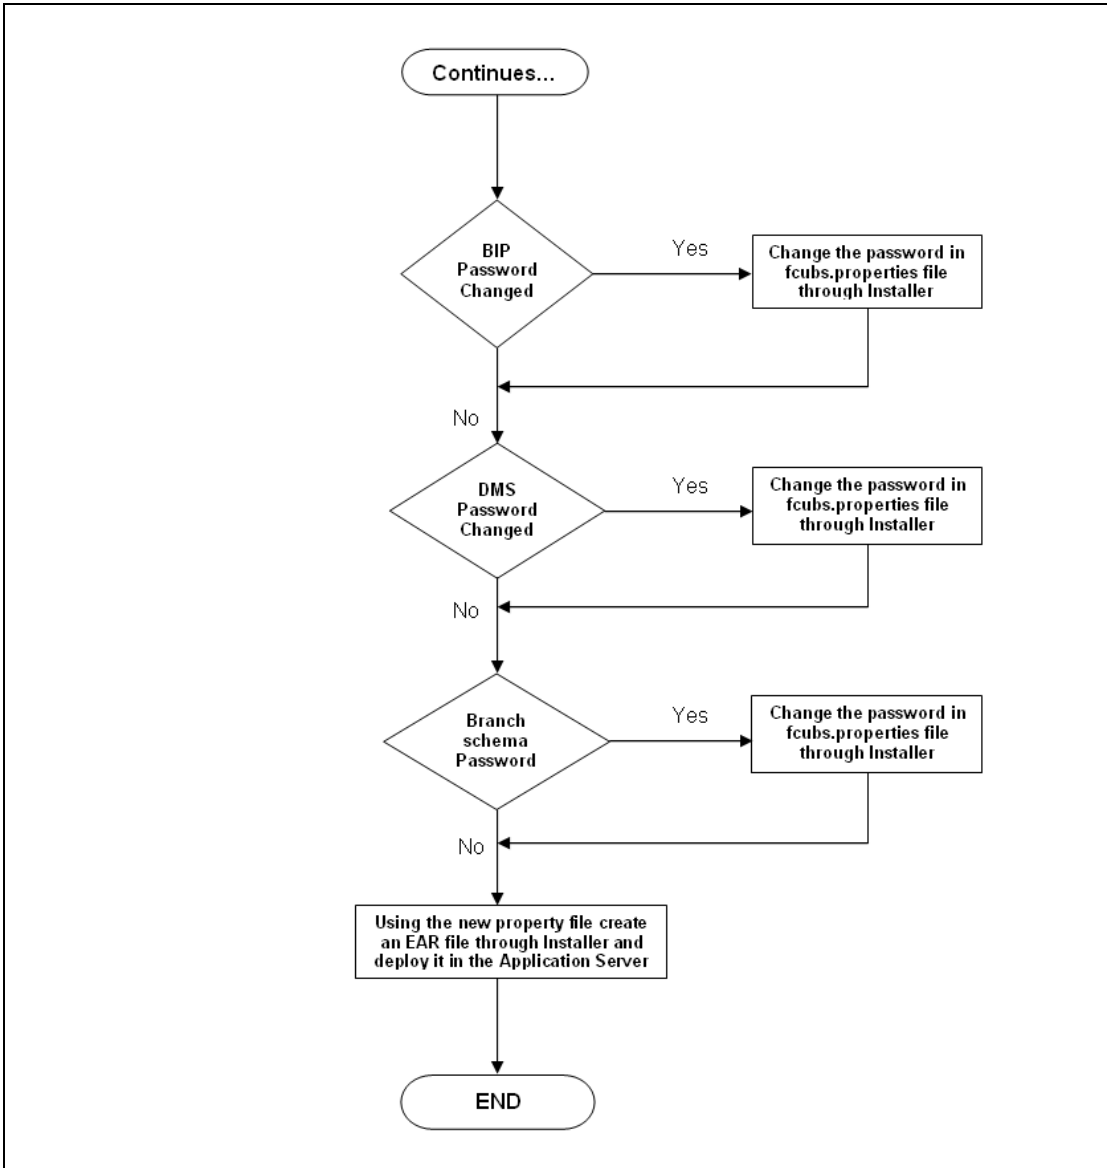 Continues...
BIP
Password
Changed
Yes
Change the password in
fcubs.properties file
through Installer
No
DMS
Password
Changed
Yes
Change the password in
fcubs.properties file
through Installer
No
Branch
schema
Password
Yes
Change the password in
fcubs.properties file
through Installer
No
Using the new property file create
an EAR file through Installer and
deploy it in the Application Server
END